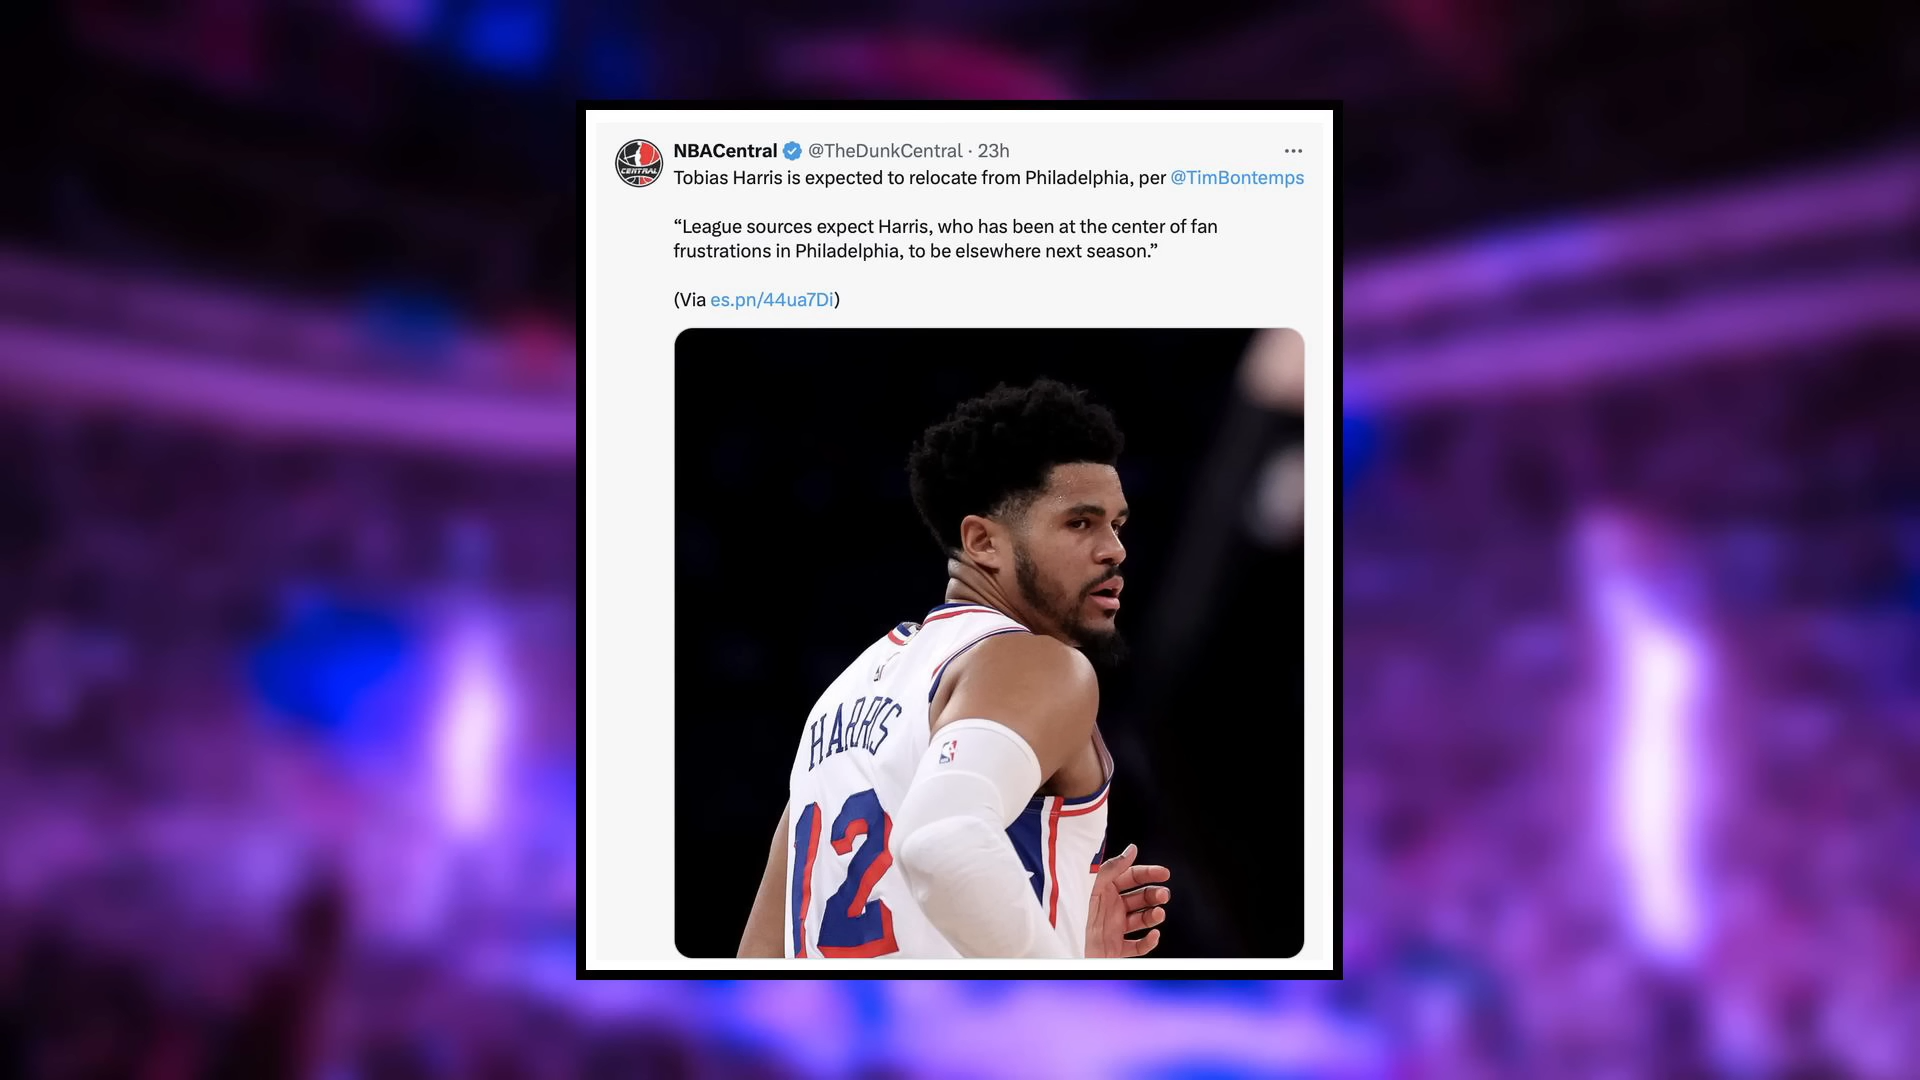 NBACentral @TheDunkCentral · 23h
Tobias Harris is expected to relocate from Philadelphia, per @TimBontemps
“League sources expect Harris, who has been at the center of fan
frustrations in Philadelphia, to be elsewhere next season.”
(Via es.pn/44ua7Di)
CENTRAL
HARRIS
12